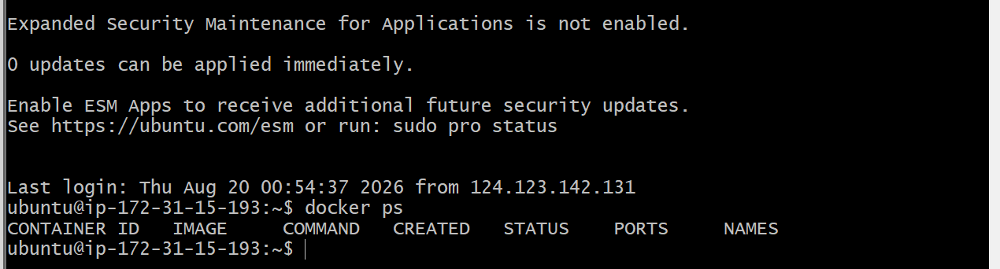 Expanded Security Maintenance for Applications is not enabled.
0 updates can be applied immediately.
Enable ESM Apps to receive additional future security updates.
See https://ubuntu.com/esm or run: sudo pro status
Last login: Thu Aug 20 00:54:37 2026 from 124.123.142.131
ubuntu@ip-172-31-15-193:~$ docker ps
CONTAINER ID   IMAGE     COMMAND   CREATED   STATUS    PORTS     NAMES
ubuntu@ip-172-31-15-193:~$